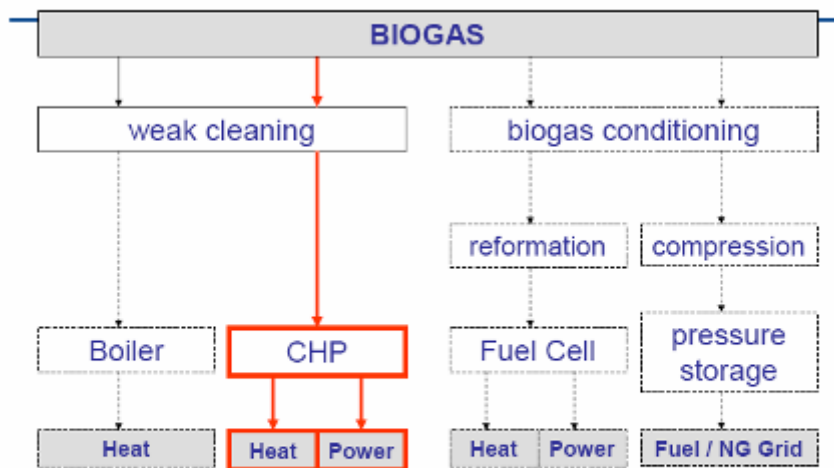 BIOGAS
weak cleaning
biogas conditioning
reformation
compression
Boiler
CHP
Fuel Cell
pressure
storage
Heat
Heat
Power
Heat
Power
Fuel / NG Grid